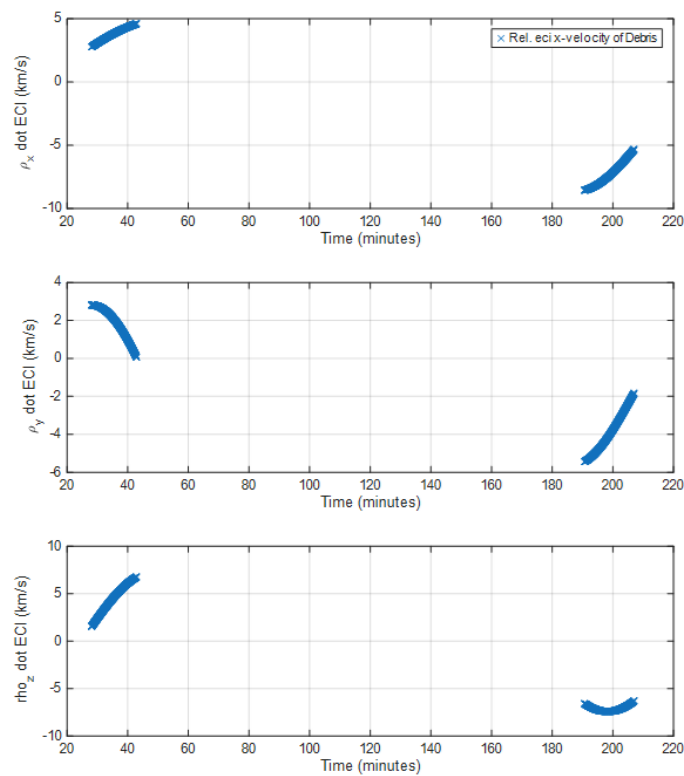 5
0
-5
-10
ρx dot ECI (km/s)
× Rel. eci x-velocity of Debris
20 40 60 80 100 120 140 160 180 200 220
Time (minutes)
4
2
0
-2
-4
-6
ρy dot ECI (km/s)
20 40 60 80 100 120 140 160 180 200 220
Time (minutes)
10
5
0
-5
-10
rhoz dot ECI (km/s)
20 40 60 80 100 120 140 160 180 200 220
Time (minutes)